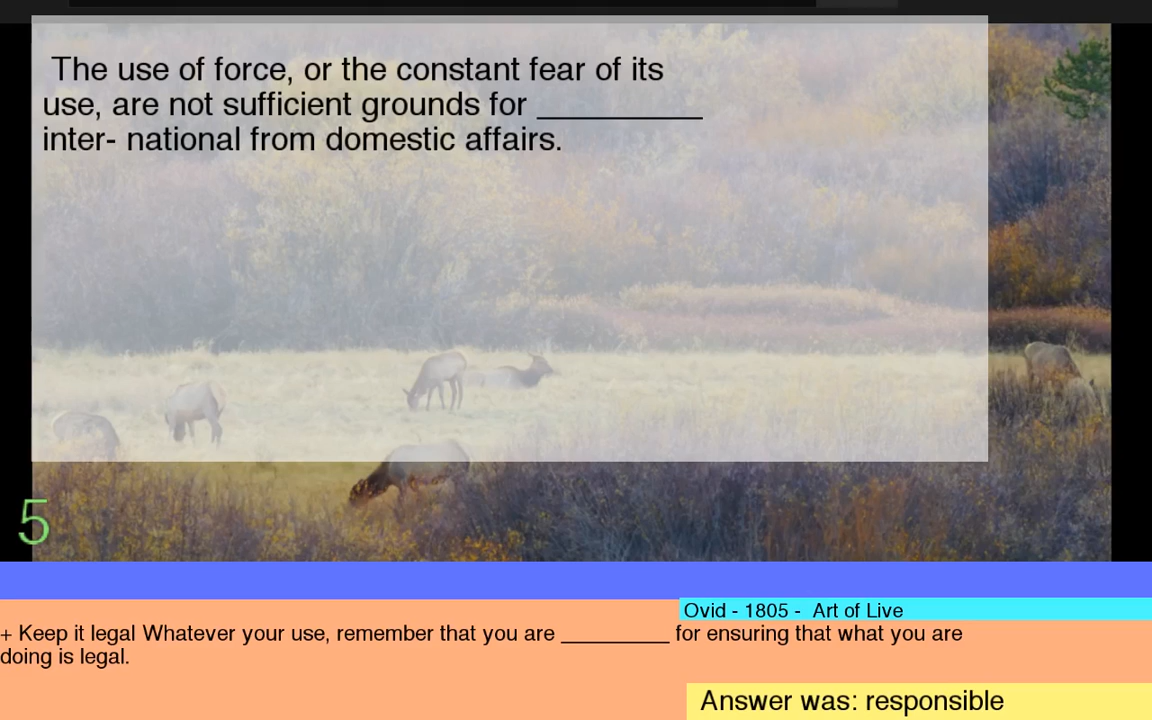 The use of force, or the constant fear of its
use, are not sufficient grounds for __________
inter- national from domestic affairs.
5
Ovid - 1805 -  Art of Live
+ Keep it legal Whatever your use, remember that you are __________ for ensuring that what you are
doing is legal.
Answer was: responsible